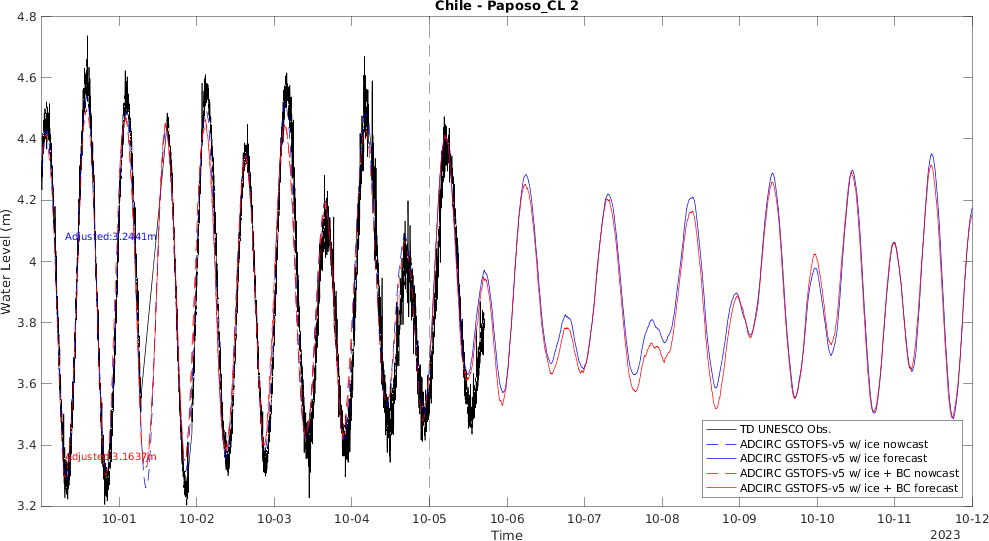 Chile - Paposo_CL 2
4.8
4.6
4.4
4.2
4
3.8
3.6
3.4
3.2
Water Level (m)
Adjusted:3.2441m
Adjusted:3.1637m
TD UNESCO Obs.
ADCIRC GSTOFS-v5 w/ ice nowcast
ADCIRC GSTOFS-v5 w/ ice forecast
ADCIRC GSTOFS-v5 w/ ice + BC nowcast
ADCIRC GSTOFS-v5 w/ ice + BC forecast
10-01 10-02 10-03 10-04 10-05 10-06 10-07 10-08 10-09 10-10 10-11 10-12
Time
2023